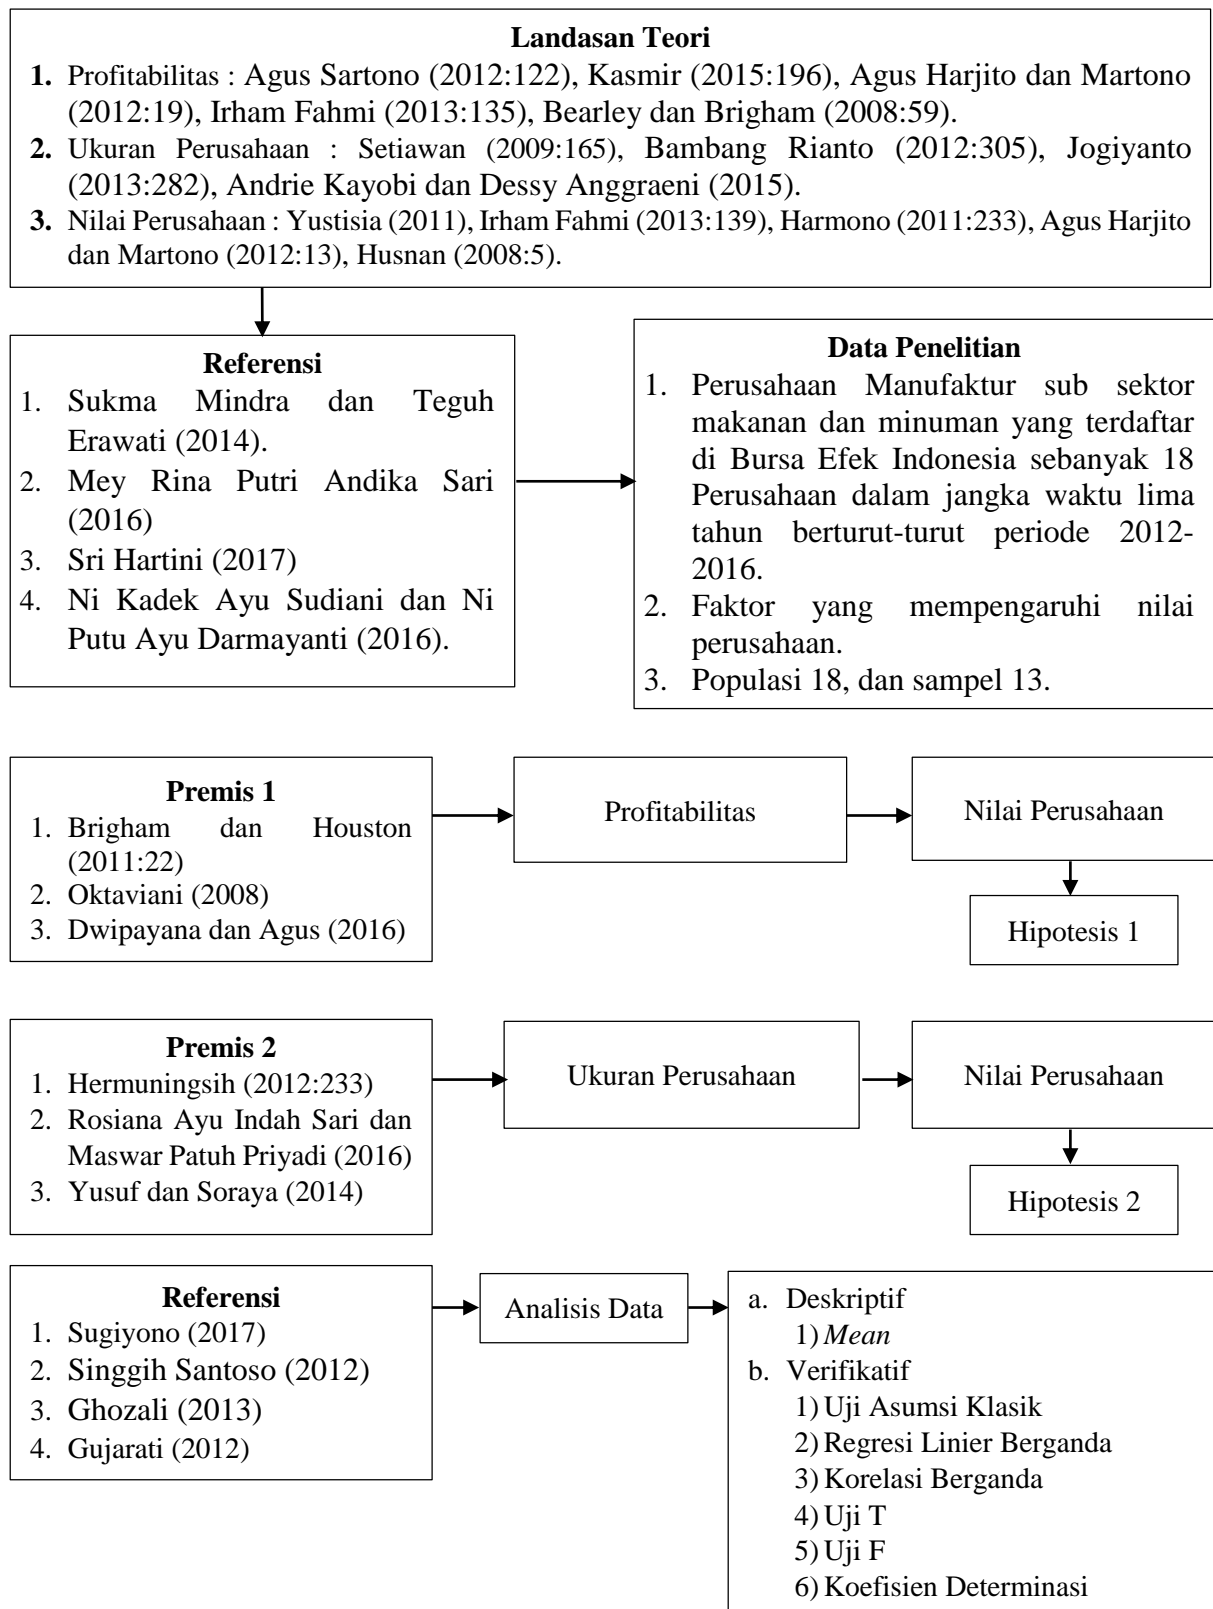 Landasan Teori
1. Profitabilitas : Agus Sartono (2012:122), Kasmir (2015:196), Agus Harjito dan Martono
(2012:19), Irham Fahmi (2013:135), Bearley dan Brigham (2008:59).
2. Ukuran Perusahaan : Setiawan (2009:165), Bambang Rianto (2012:305), Jogiyanto
(2013:282), Andrie Kayobi dan Dessy Anggraeni (2015).
3. Nilai Perusahaan : Yustisia (2011), Irham Fahmi (2013:139), Harmono (2011:233), Agus Harjito
dan Martono (2012:13), Husnan (2008:5).
Referensi
1. Sukma Mindra dan Teguh
Erawati (2014).
2. Mey Rina Putri Andika Sari
(2016)
3. Sri Hartini (2017)
4. Ni Kadek Ayu Sudiani dan Ni
Putu Ayu Darmayanti (2016).
Data Penelitian
1. Perusahaan Manufaktur sub sektor
makanan dan minuman yang terdaftar
di Bursa Efek Indonesia sebanyak 18
Perusahaan dalam jangka waktu lima
tahun berturut-turut periode 2012-
2016.
2. Faktor yang mempengaruhi nilai
perusahaan.
3. Populasi 18, dan sampel 13.
Premis 1
1. Brigham dan Houston
(2011:22)
2. Oktaviani (2008)
3. Dwipayana dan Agus (2016)
Profitabilitas
Nilai Perusahaan
Hipotesis 1
Premis 2
1. Hermuningsih (2012:233)
2. Rosiana Ayu Indah Sari dan
Maswar Patuh Priyadi (2016)
3. Yusuf dan Soraya (2014)
Ukuran Perusahaan
Nilai Perusahaan
Hipotesis 2
Referensi
1. Sugiyono (2017)
2. Singgih Santoso (2012)
3. Ghozali (2013)
4. Gujarati (2012)
Analisis Data
a. Deskriptif
1) Mean
b. Verifikatif
1) Uji Asumsi Klasik
2) Regresi Linier Berganda
3) Korelasi Berganda
4) Uji T
5) Uji F
6) Koefisien Determinasi